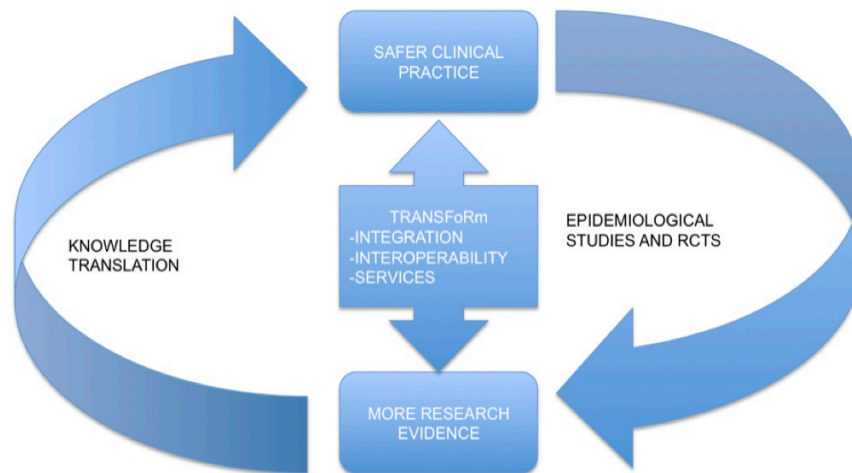 SAFER CLINICAL
PRACTICE
KNOWLEDGE
TRANSLATION
TRANSFoRm
-INTEGRATION
-INTEROPERABILITY
-SERVICES
EPIDEMIOLOGICAL
STUDIES AND RCTS
MORE RESEARCH
EVIDENCE